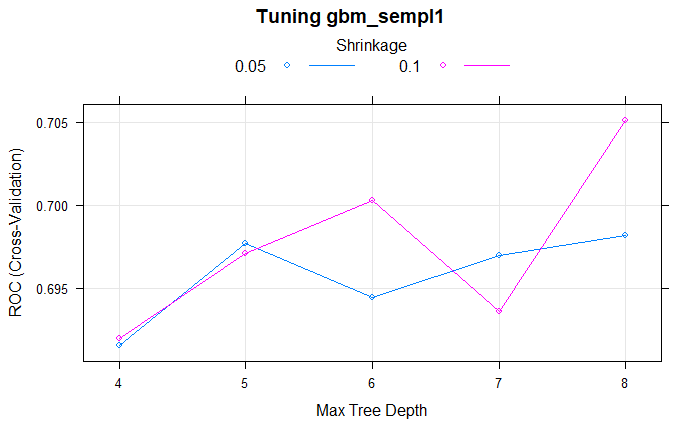 Tuning gbm_sempl1
Shrinkage
0.05
0.1
ROC (Cross-Validation)
0.705
0.700
0.695
4 5 6 7 8
Max Tree Depth